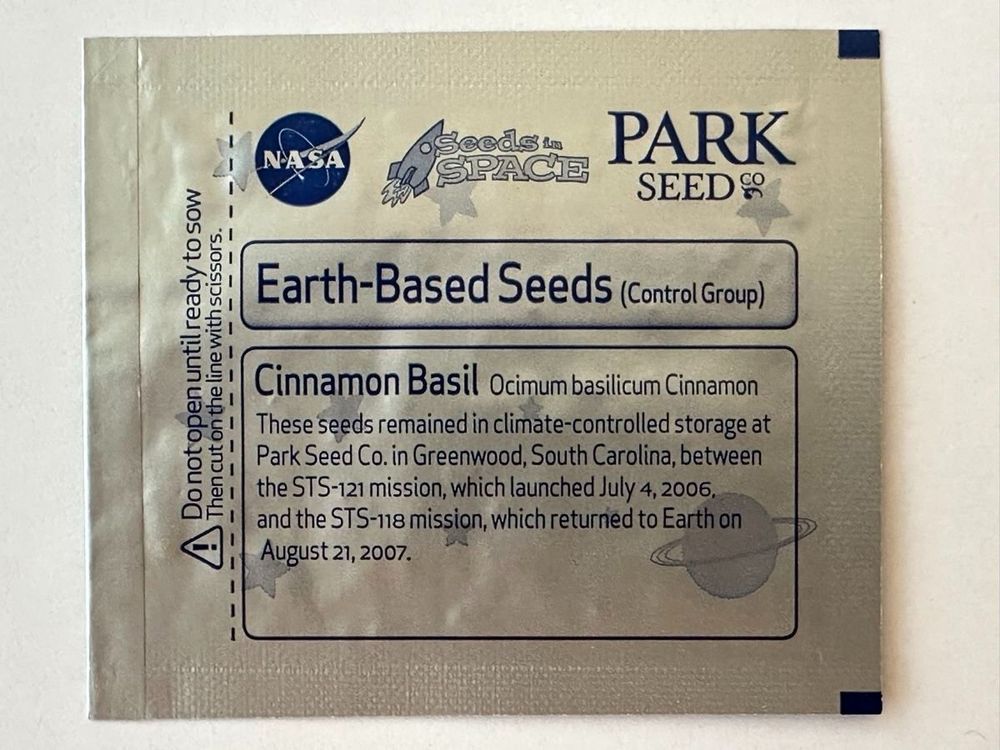 NASA
Seeds in
SPACE
PARK
SEED CO
Earth-Based Seeds (Control Group)
Cinnamon Basil Ocimum basilicum Cinnamon
These seeds remained in climate-controlled storage at
Park Seed Co. in Greenwood, South Carolina, between
the STS-121 mission, which launched July 4, 2006,
and the STS-118 mission, which returned to Earth on
August 21, 2007.
Do not open until ready to sow
Then cut on the line with scissors.